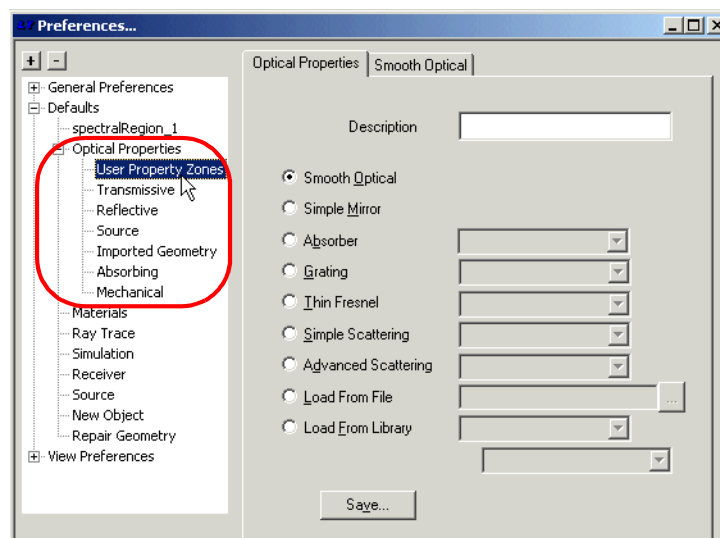 Preferences...
+ -
General Preferences
Defaults
spectralRegion_1
Optical Properties
User Property Zones
Transmissive
Reflective
Source
Imported Geometry
Absorbing
Mechanical
Materials
Ray Trace
Simulation
Receiver
Source
New Object
Repair Geometry
View Preferences
Optical Properties Smooth Optical
Description
Smooth Optical
Simple Mirror
Absorber
Grating
Thin Fresnel
Simple Scattering
Advanced Scattering
Load From File ...
Load From Library
Save...